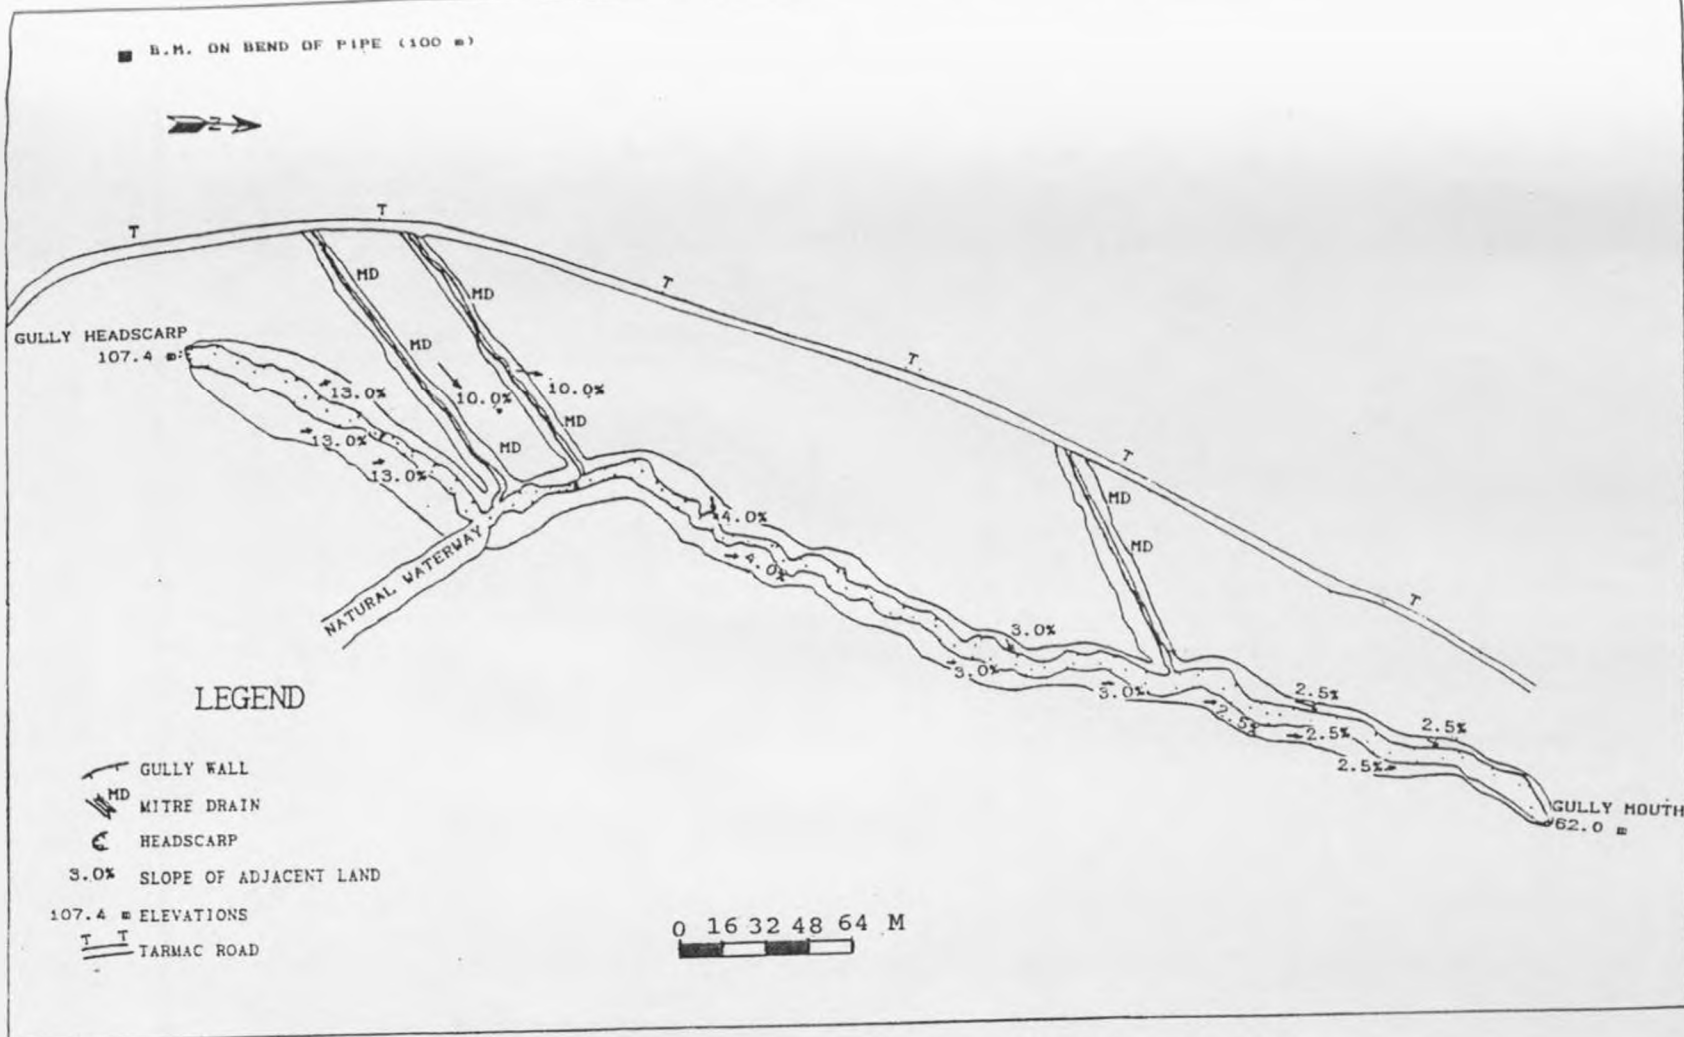 B.M. ON BEND OF PIPE (100 m)
N
T
T
T
T
T
T
MD
MD
MD
MD
MD
MD
MD
GULLY HEADSCARP
107.4 m
13.0%
13.0%
13.0%
10.0%
10.0%
4.0%
4.0%
NATURAL WATERWAY
3.0%
3.0%
3.0%
2.5%
2.5%
2.5%
2.5%
2.5%
GULLY MOUTH
62.0 m
LEGEND
GULLY WALL
MD MITRE DRAIN
HEADSCARP
3.0% SLOPE OF ADJACENT LAND
107.4 m ELEVATIONS
T T TARMAC ROAD
0 16 32 48 64 M